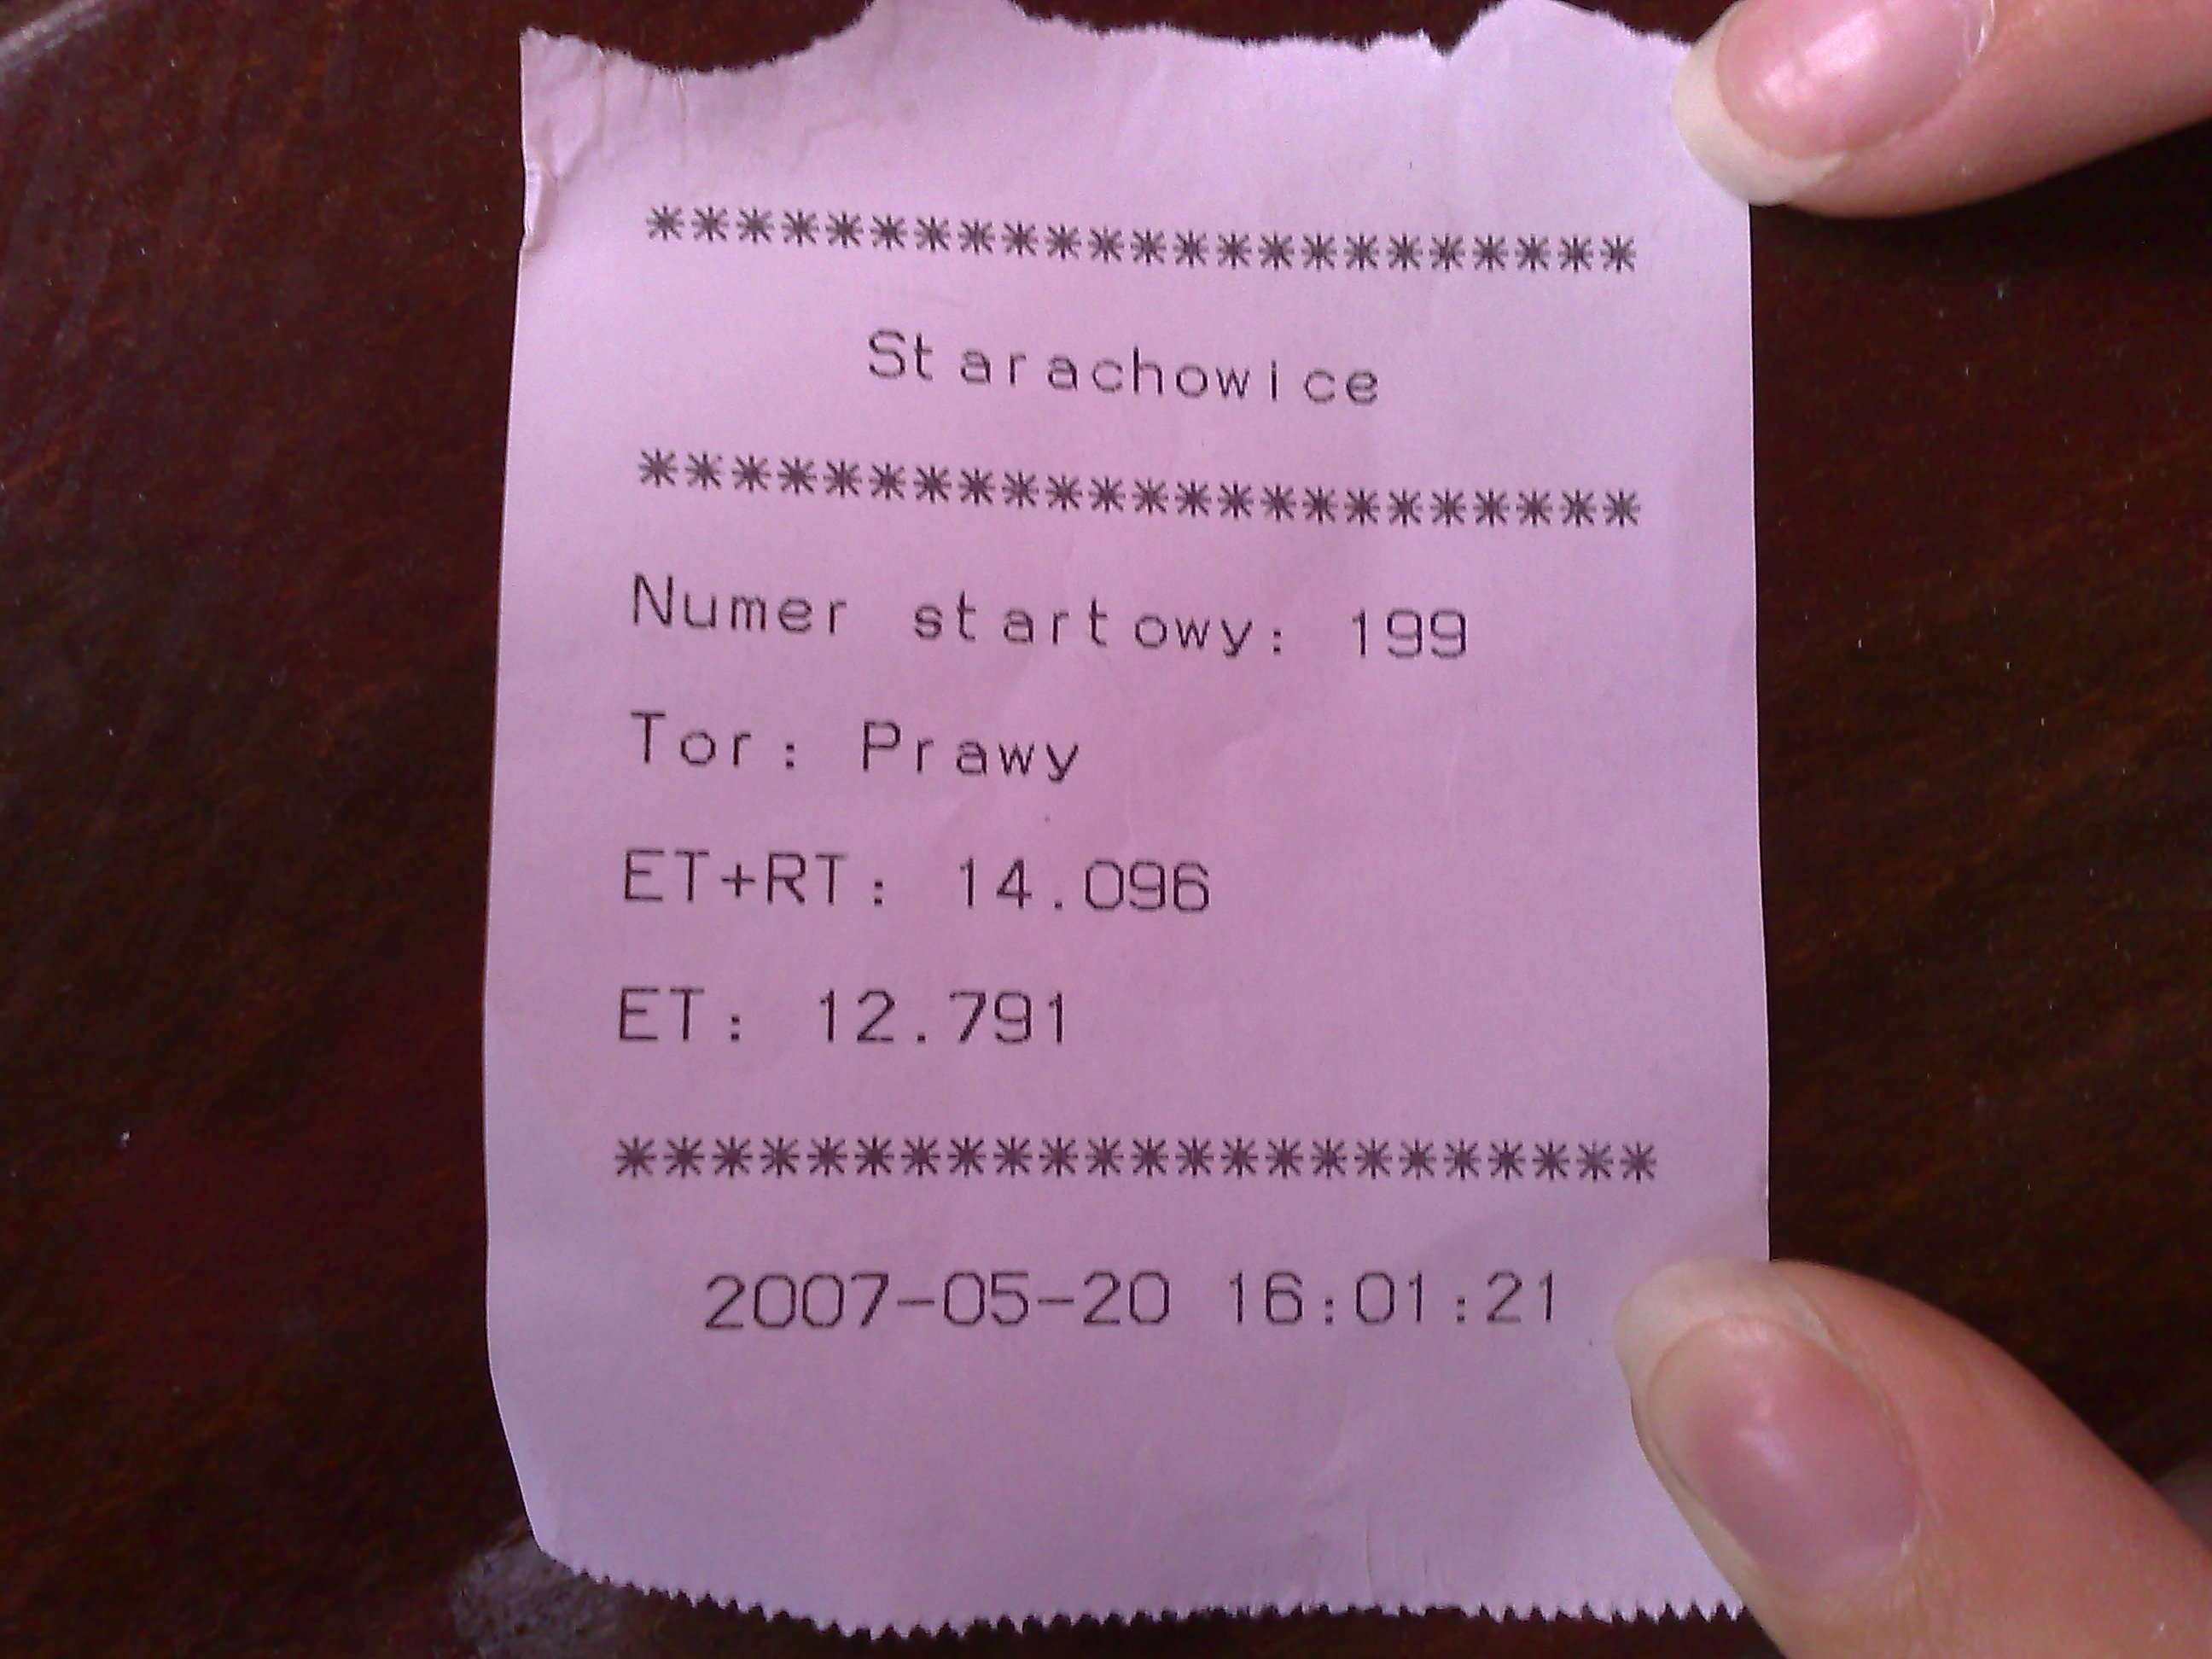 ***********************
Starachowice
***********************
Numer startowy: 199
Tor: Prawy
ET+RT: 14.096
ET: 12.791
***********************
2007-05-20 16:01:21